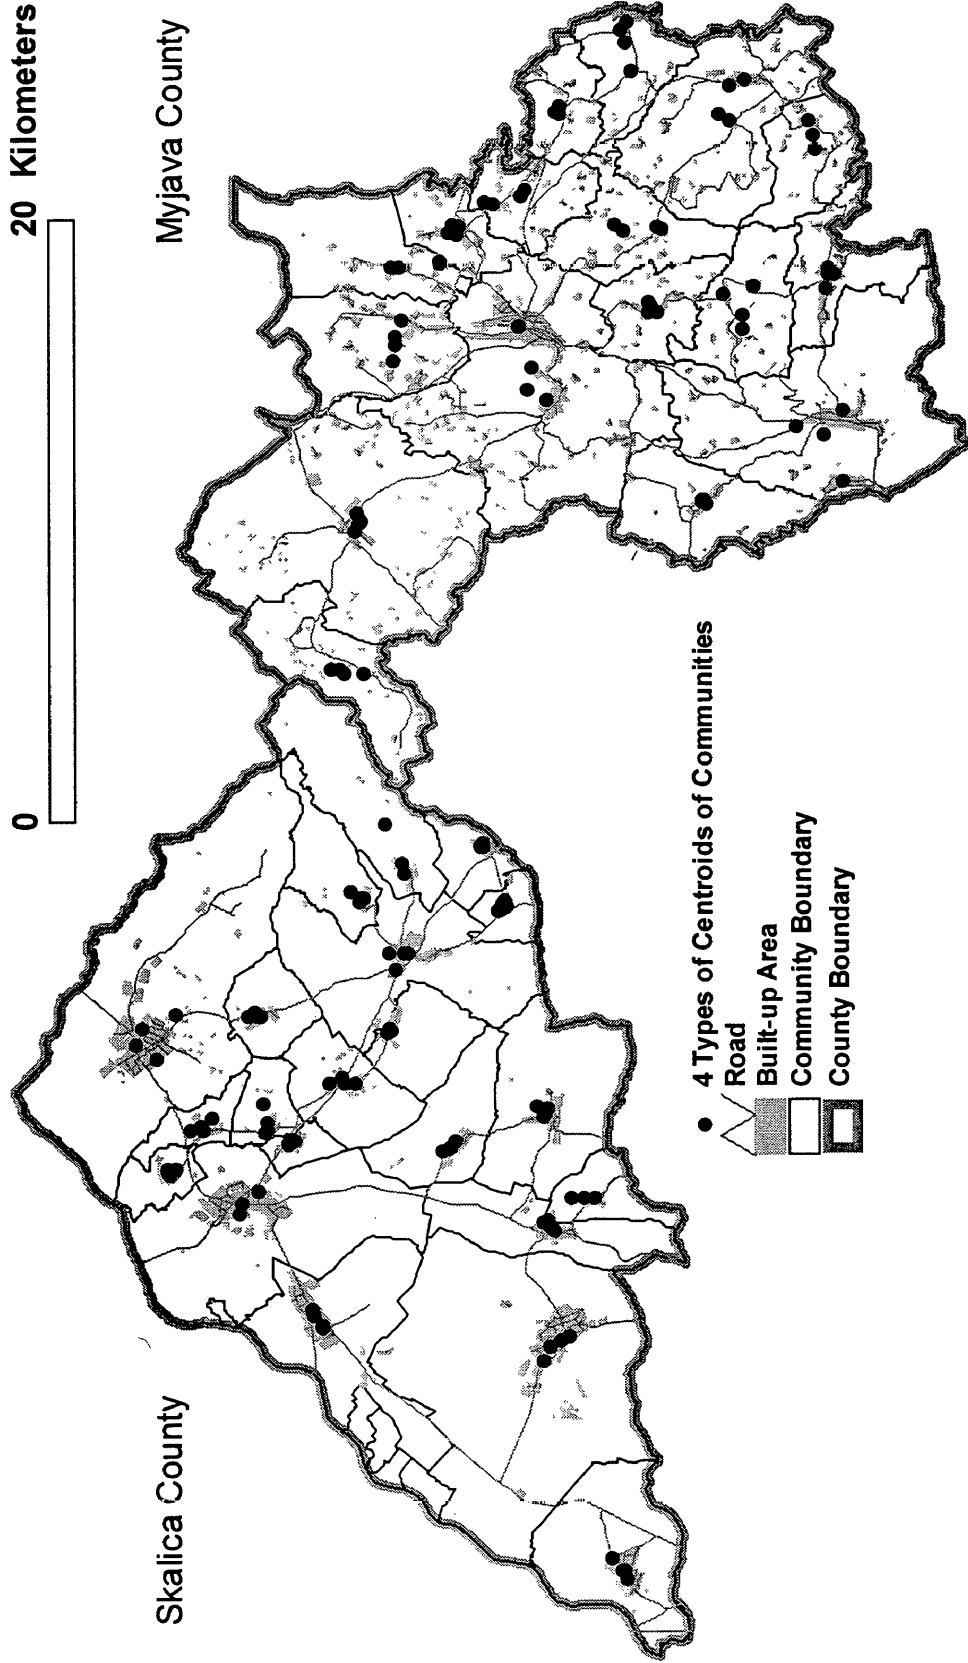 Skalica County
0 20 Kilometers
Myjava County
4 Types of Centroids of Communities
Road
Built-up Area
Community Boundary
County Boundary